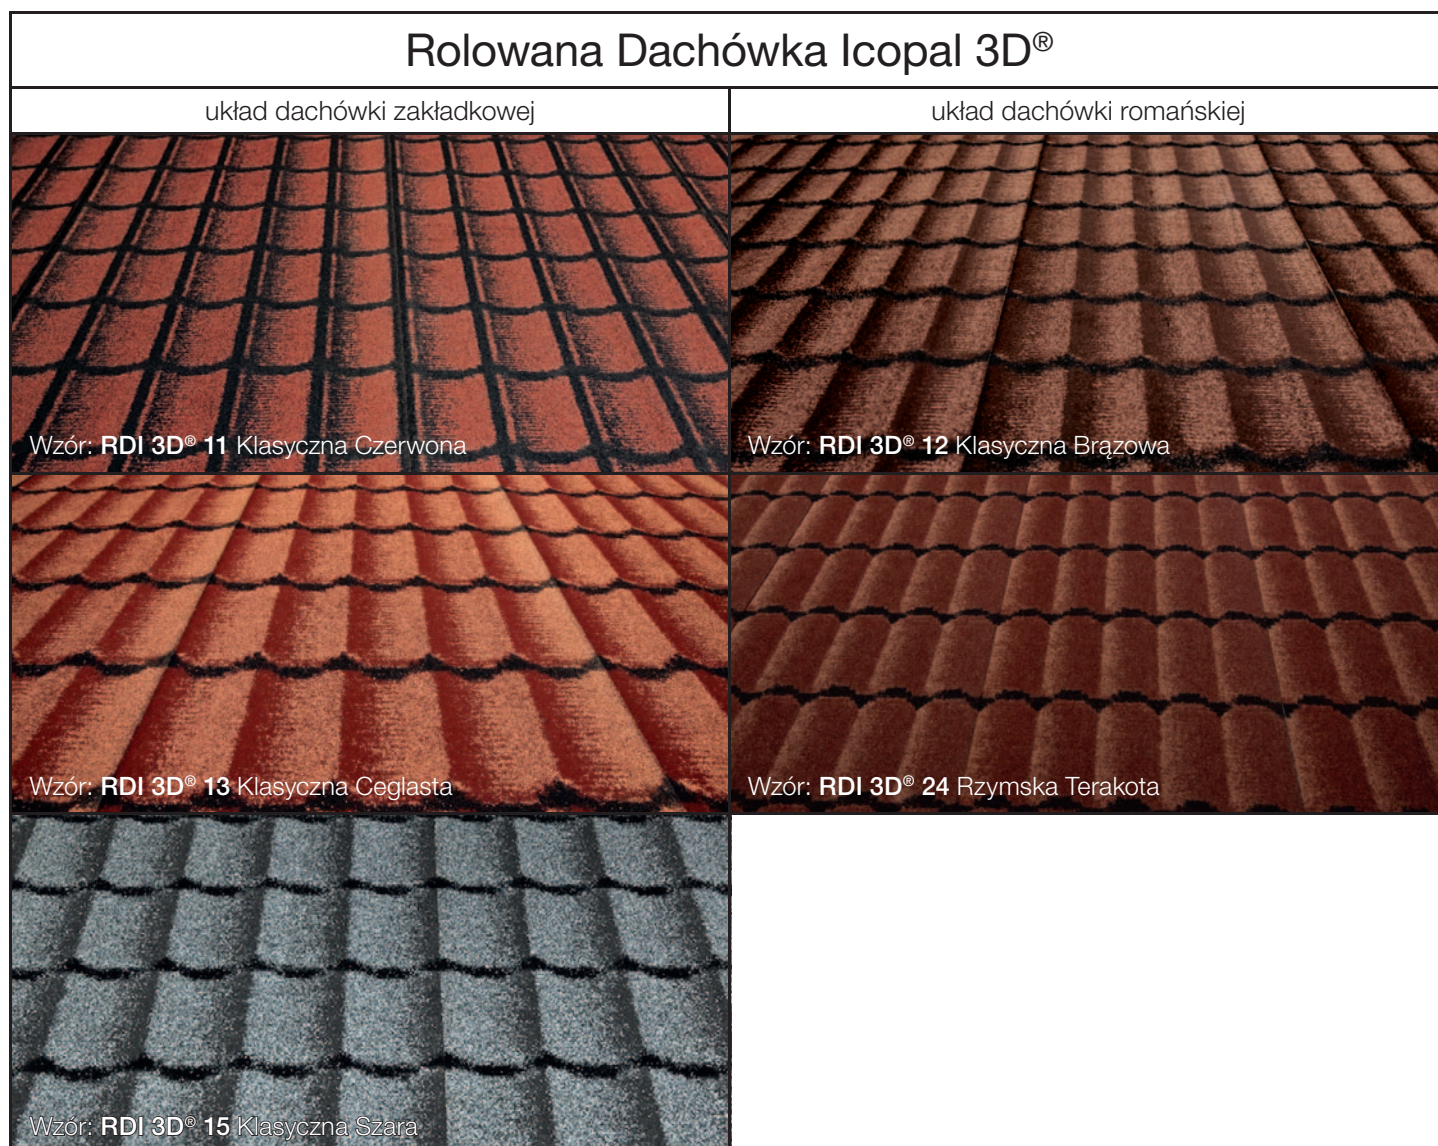 Rolowana Dachówka Icopal 3D®
układ dachówki zakładkowej
układ dachówki romańskiej
Wzór: RDI 3D® 11 Klasyczna Czerwona
Wzór: RDI 3D® 12 Klasyczna Brązowa
Wzór: RDI 3D® 13 Klasyczna Ceglasta
Wzór: RDI 3D® 24 Rzymska Terakota
Wzór: RDI 3D® 15 Klasyczna Szara